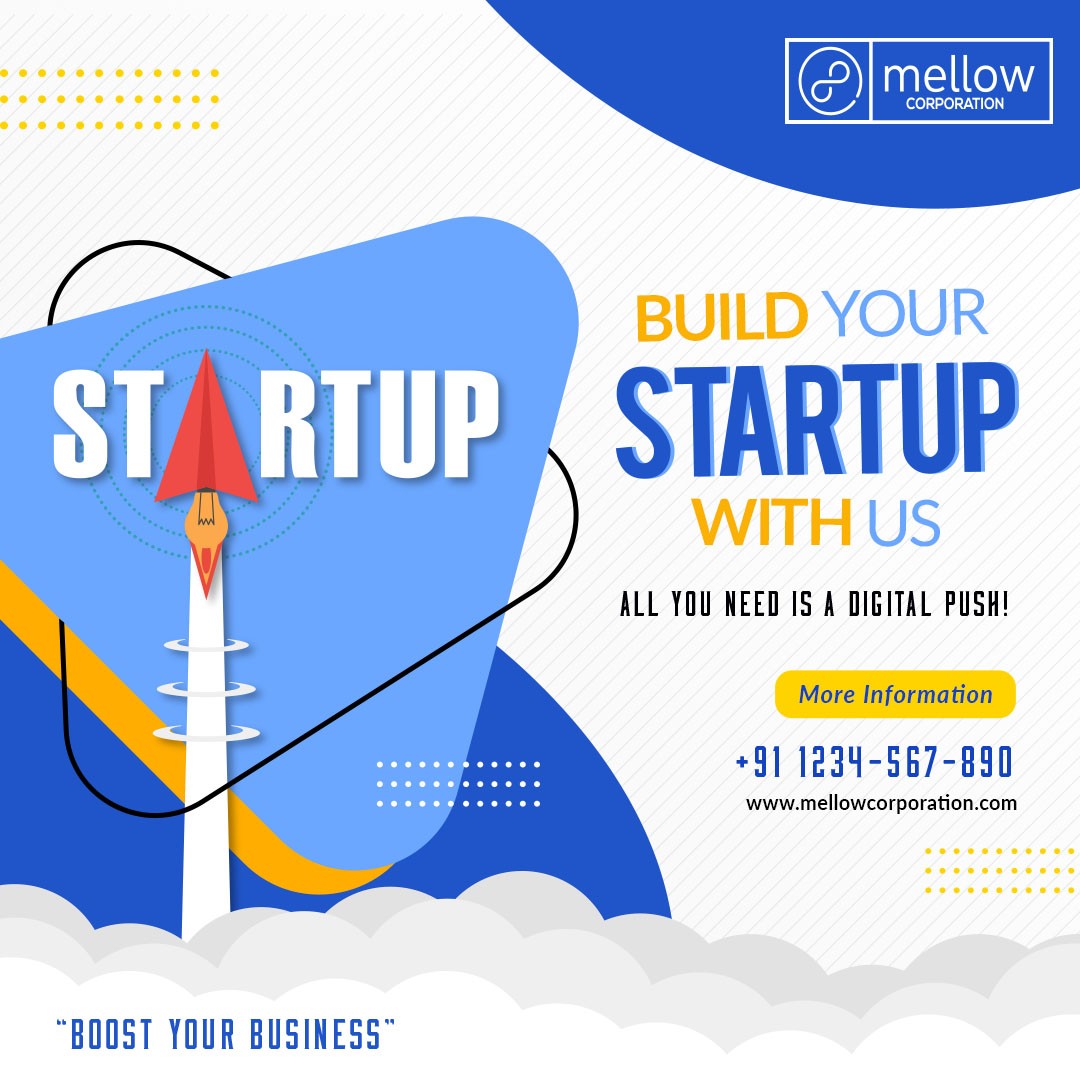 mellow
CORPORATION
STARTUP
BUILD YOUR
STARTUP
WITH US
ALL YOU NEED IS A DIGITAL PUSH!
More Information
+91 1234-567-890
www.mellowcorporation.com
“BOOST YOUR BUSINESS”